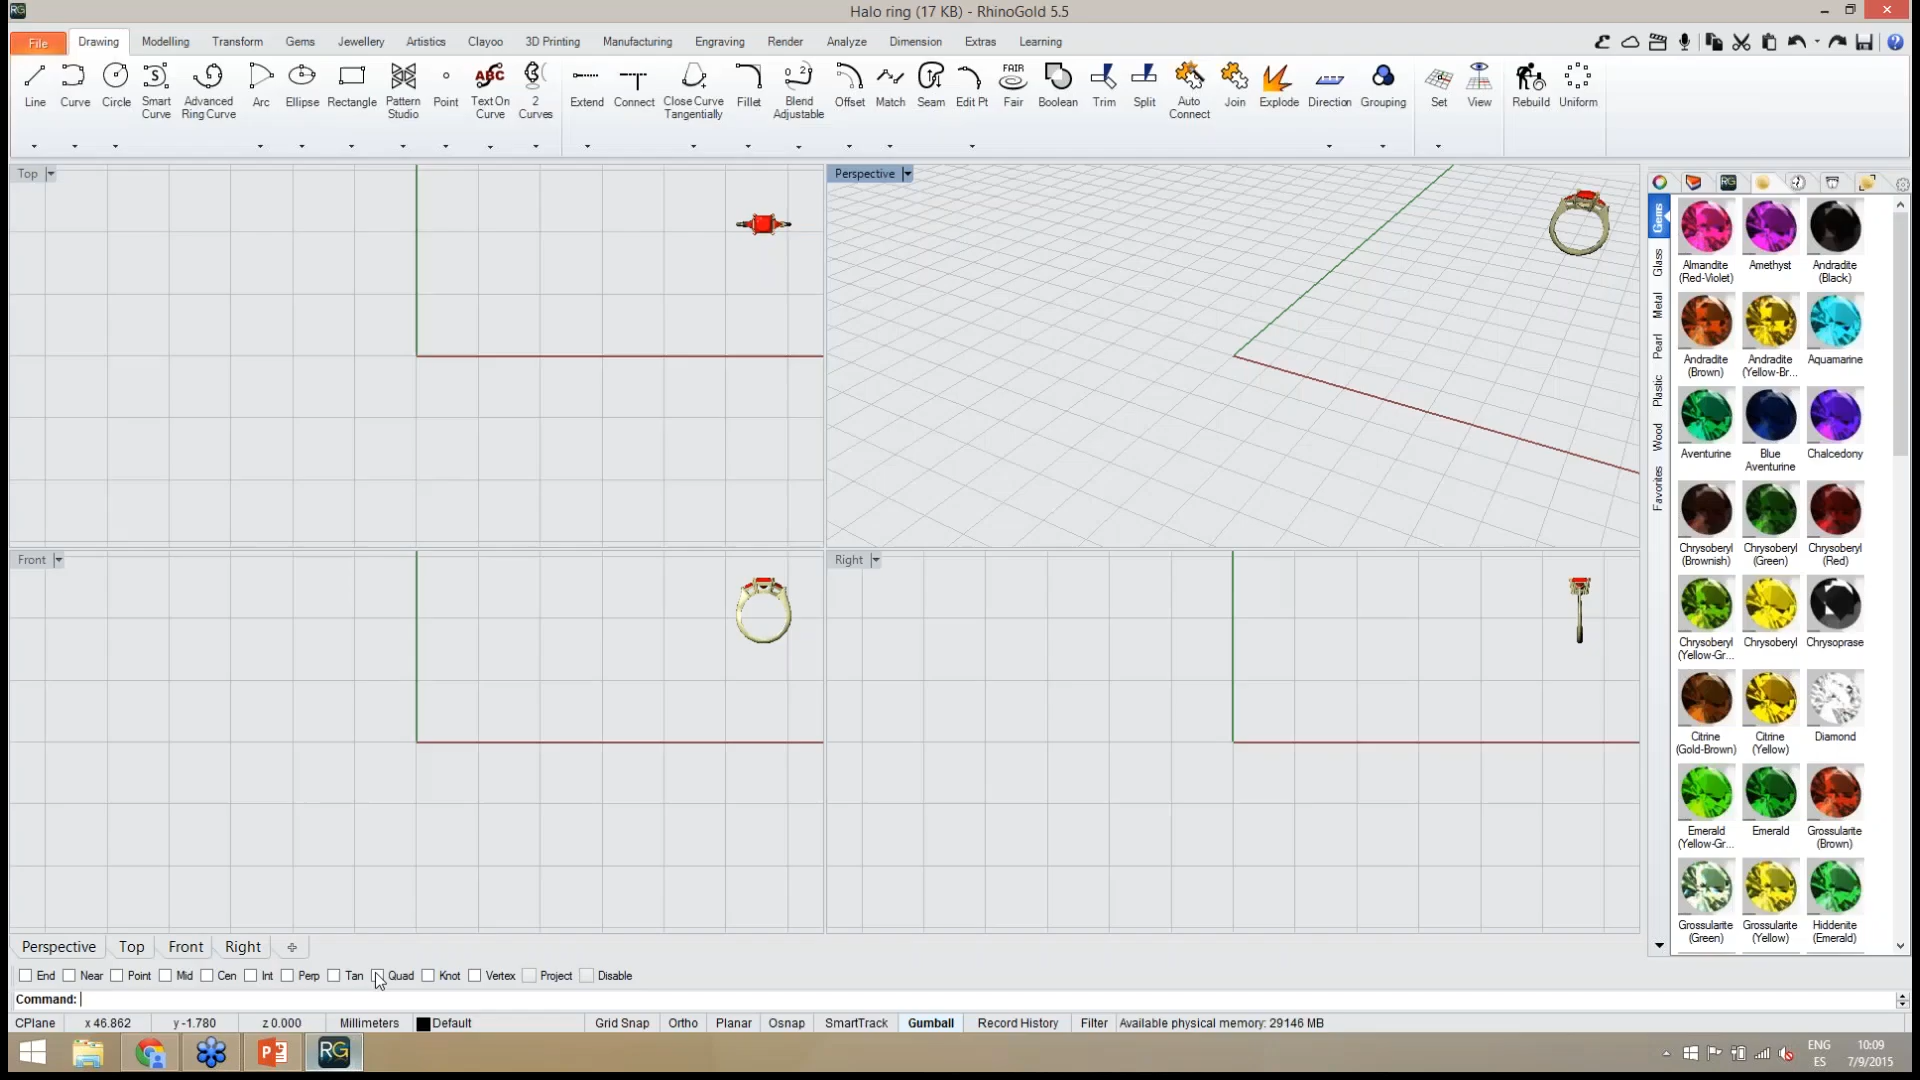 RG
Halo ring (17 KB) - RhinoGold 5.5
File Drawing Modelling Transform Gems Jewellery Artistics Clayoo 3D Printing Manufacturing Engraving Render Analyze Dimension Extras Learning
Line Curve Circle Smart Curve Advanced Ring Curve Arc Ellipse Rectangle Pattern Studio Point Text On Curve 2 Curves Extend Connect Close Curve Tangentially Fillet Blend Adjustable Offset Match Seam Edit Pt Fair Boolean Trim Split Auto Connect Join Explode Direction Grouping Set View Rebuild Uniform
ABC
FAIR
Top
Perspective
RG
Gems
Glass
Metal
Pearl
Plastic
Wood
Favorites
Almandite (Red-Violet)
Amethyst
Andradite (Black)
Andradite (Brown)
Andradite (Yellow-Br...
Aquamarine
Aventurine
Blue Aventurine
Chalcedony
Chrysoberyl (Brownish)
Chrysoberyl (Green)
Chrysoberyl (Red)
Chrysoberyl (Yellow-Gr...
Chrysoberyl
Chrysoprase
Citrine (Gold-Brown)
Citrine (Yellow)
Diamond
Emerald (Yellow-Gr...
Emerald
Grossularite (Brown)
Grossularite (Green)
Grossularite (Yellow)
Hiddenite (Emerald)
Front
Right
Perspective Top Front Right
End Near Point Mid Cen Int Perp Tan Quad Knot Vertex Project Disable
Command:
CPlane x 46.862 y -1.780 z 0.000 Millimeters Default Grid Snap Ortho Planar Osnap SmartTrack Gumball Record History Filter Available physical memory: 29146 MB
RG
ENG
ES
10:09
7/9/2015